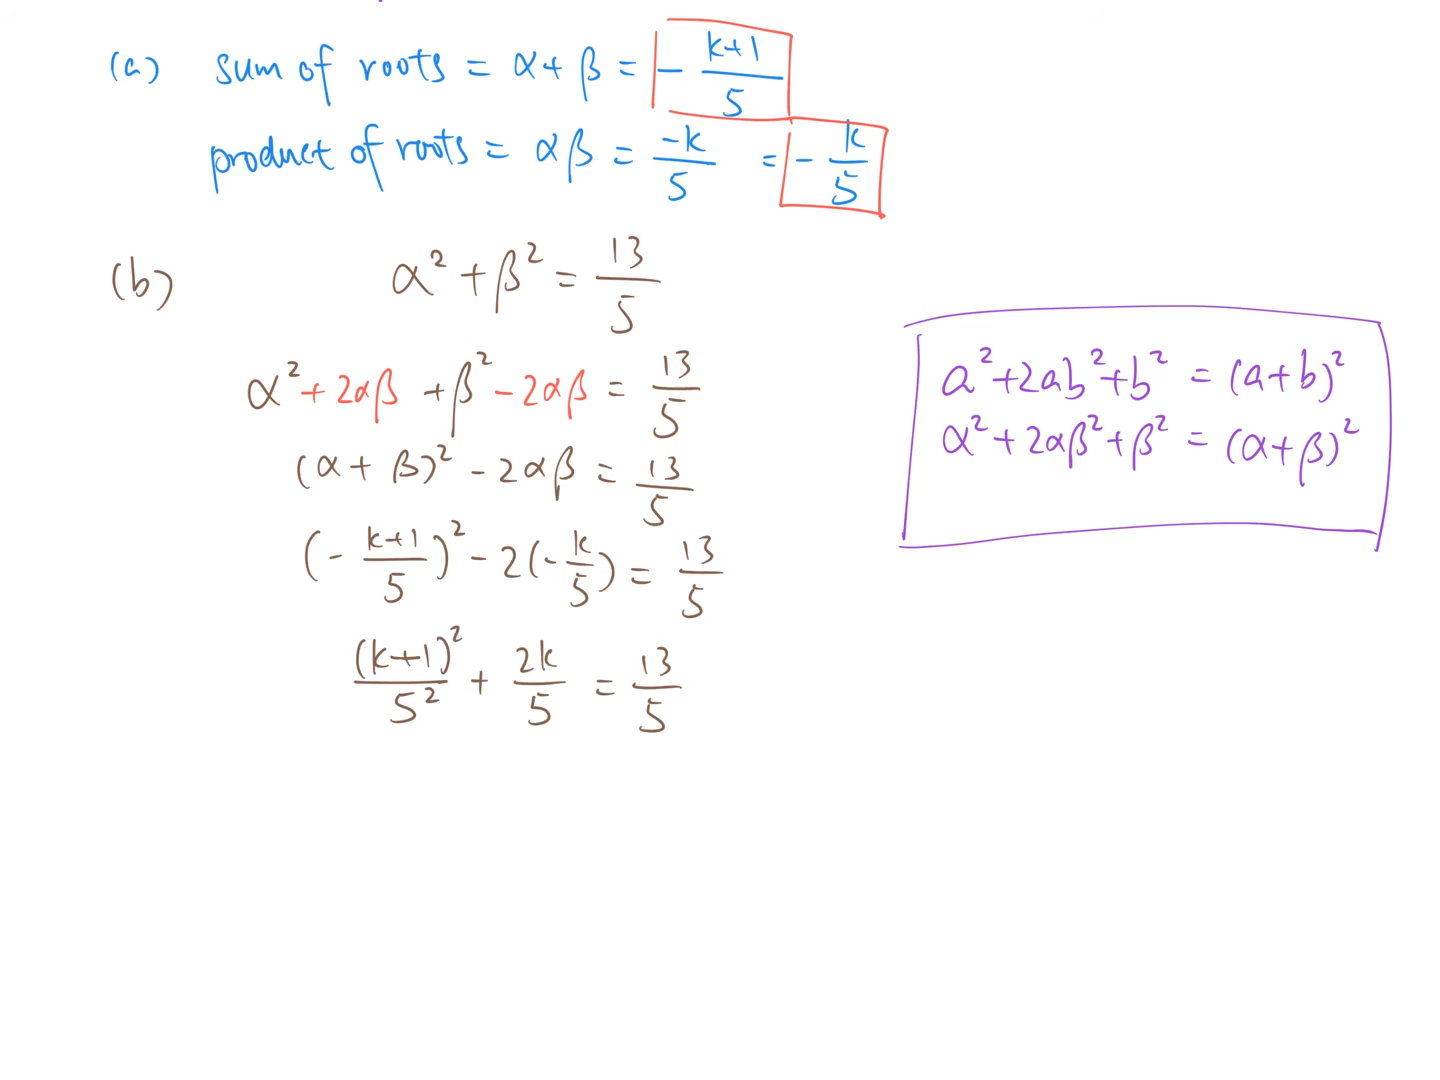 (a) sum of roots = α + β = - k+1/5
product of roots = αβ = -k/5 = - k/5
(b) α² + β² = 13/5
α² + 2αβ + β² - 2αβ = 13/5
(α + β)² - 2αβ = 13/5
(- k+1/5)² - 2(- k/5) = 13/5
(k+1)²/5² + 2k/5 = 13/5
a² + 2ab² + b² = (a+b)²
α² + 2αβ² + β² = (α+β)²